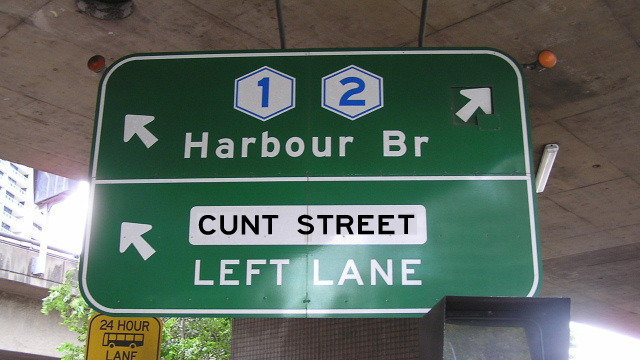 1 2
Harbour Br
CUNT STREET
LEFT LANE
24 HOUR
LANE